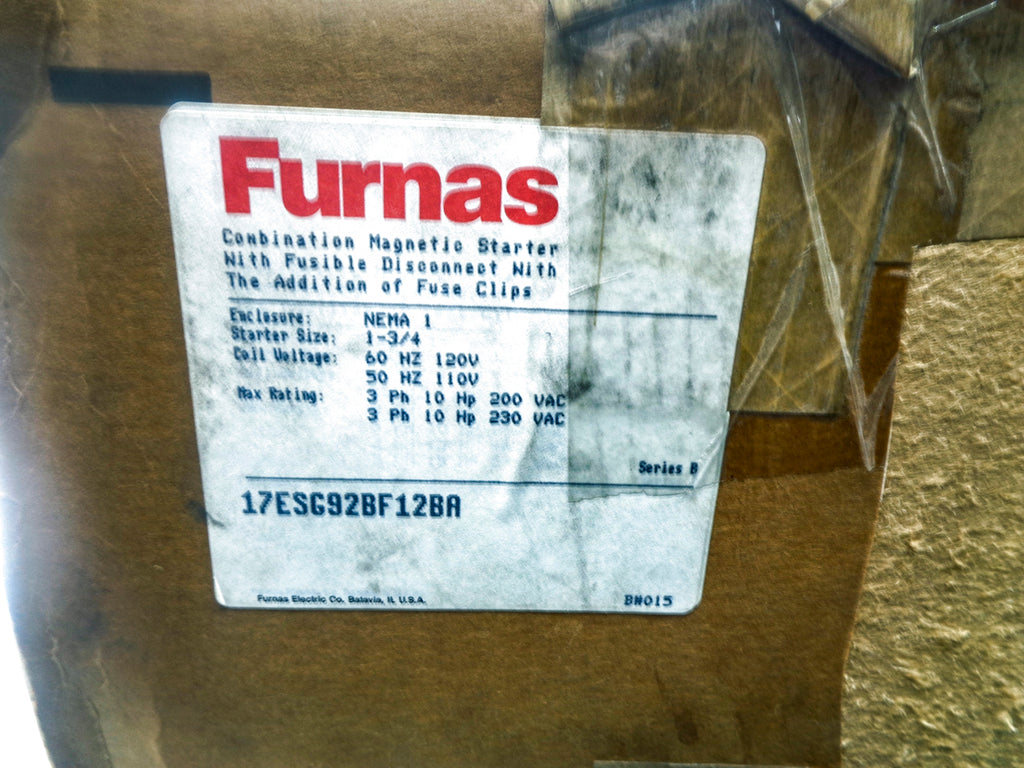 Furnas
Combination Magnetic Starter
With Fusible Disconnect With
The Addition of Fuse Clips
Enclosure: NEMA 1
Starter Size: 1-3/4
Coil Voltage: 60 HZ 120V
50 HZ 110V
Max Rating: 3 Ph 10 Hp 200 VAC
3 Ph 10 Hp 230 VAC
Series B
17ESG92BF12BA
Furnas Electric Co. Batavia, IL U.S.A. BW015